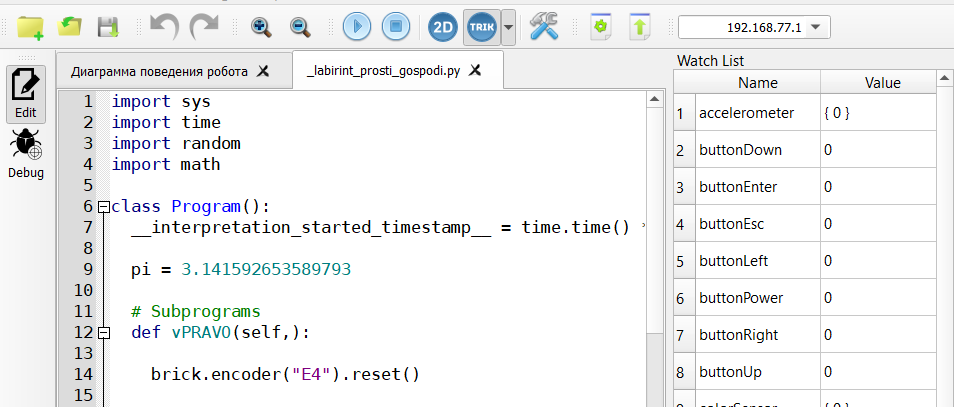 2D
TRIK
192.168.77.1
Диаграмма поведения робота
_labirint_prosti_gospodi.py
Watch List
Edit
Debug
1 import sys
2 import time
3 import random
4 import math
5
6 class Program():
7 __interpretation_started_timestamp__ = time.time()
8
9 pi = 3.141592653589793
10
11 # Subprograms
12 def vPRAVO(self,):
13
14 brick.encoder("E4").reset()
15
Name Value
1 accelerometer { 0 }
2 buttonDown 0
3 buttonEnter 0
4 buttonEsc 0
5 buttonLeft 0
6 buttonPower 0
7 buttonRight 0
8 buttonUp 0